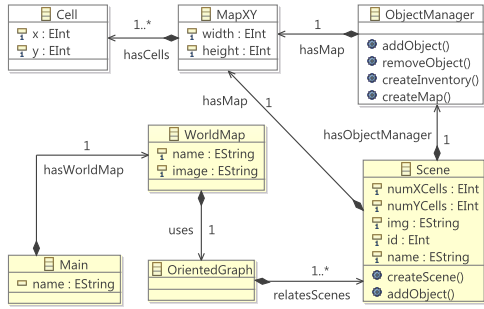 Cell
x : EInt
y : EInt
1..*
hasCells
MapXY
width : EInt
height : EInt
1
hasMap
ObjectManager
addObject()
removeObject()
createInventory()
createMap()
hasMap
1
hasObjectManager
1
WorldMap
name : EString
image : EString
1
hasWorldMap
Scene
numXCells : EInt
numYCells : EInt
img : EString
id : EInt
name : EString
createScene()
addObject()
uses
1
Main
name : EString
OrientedGraph
1..*
relatesScenes